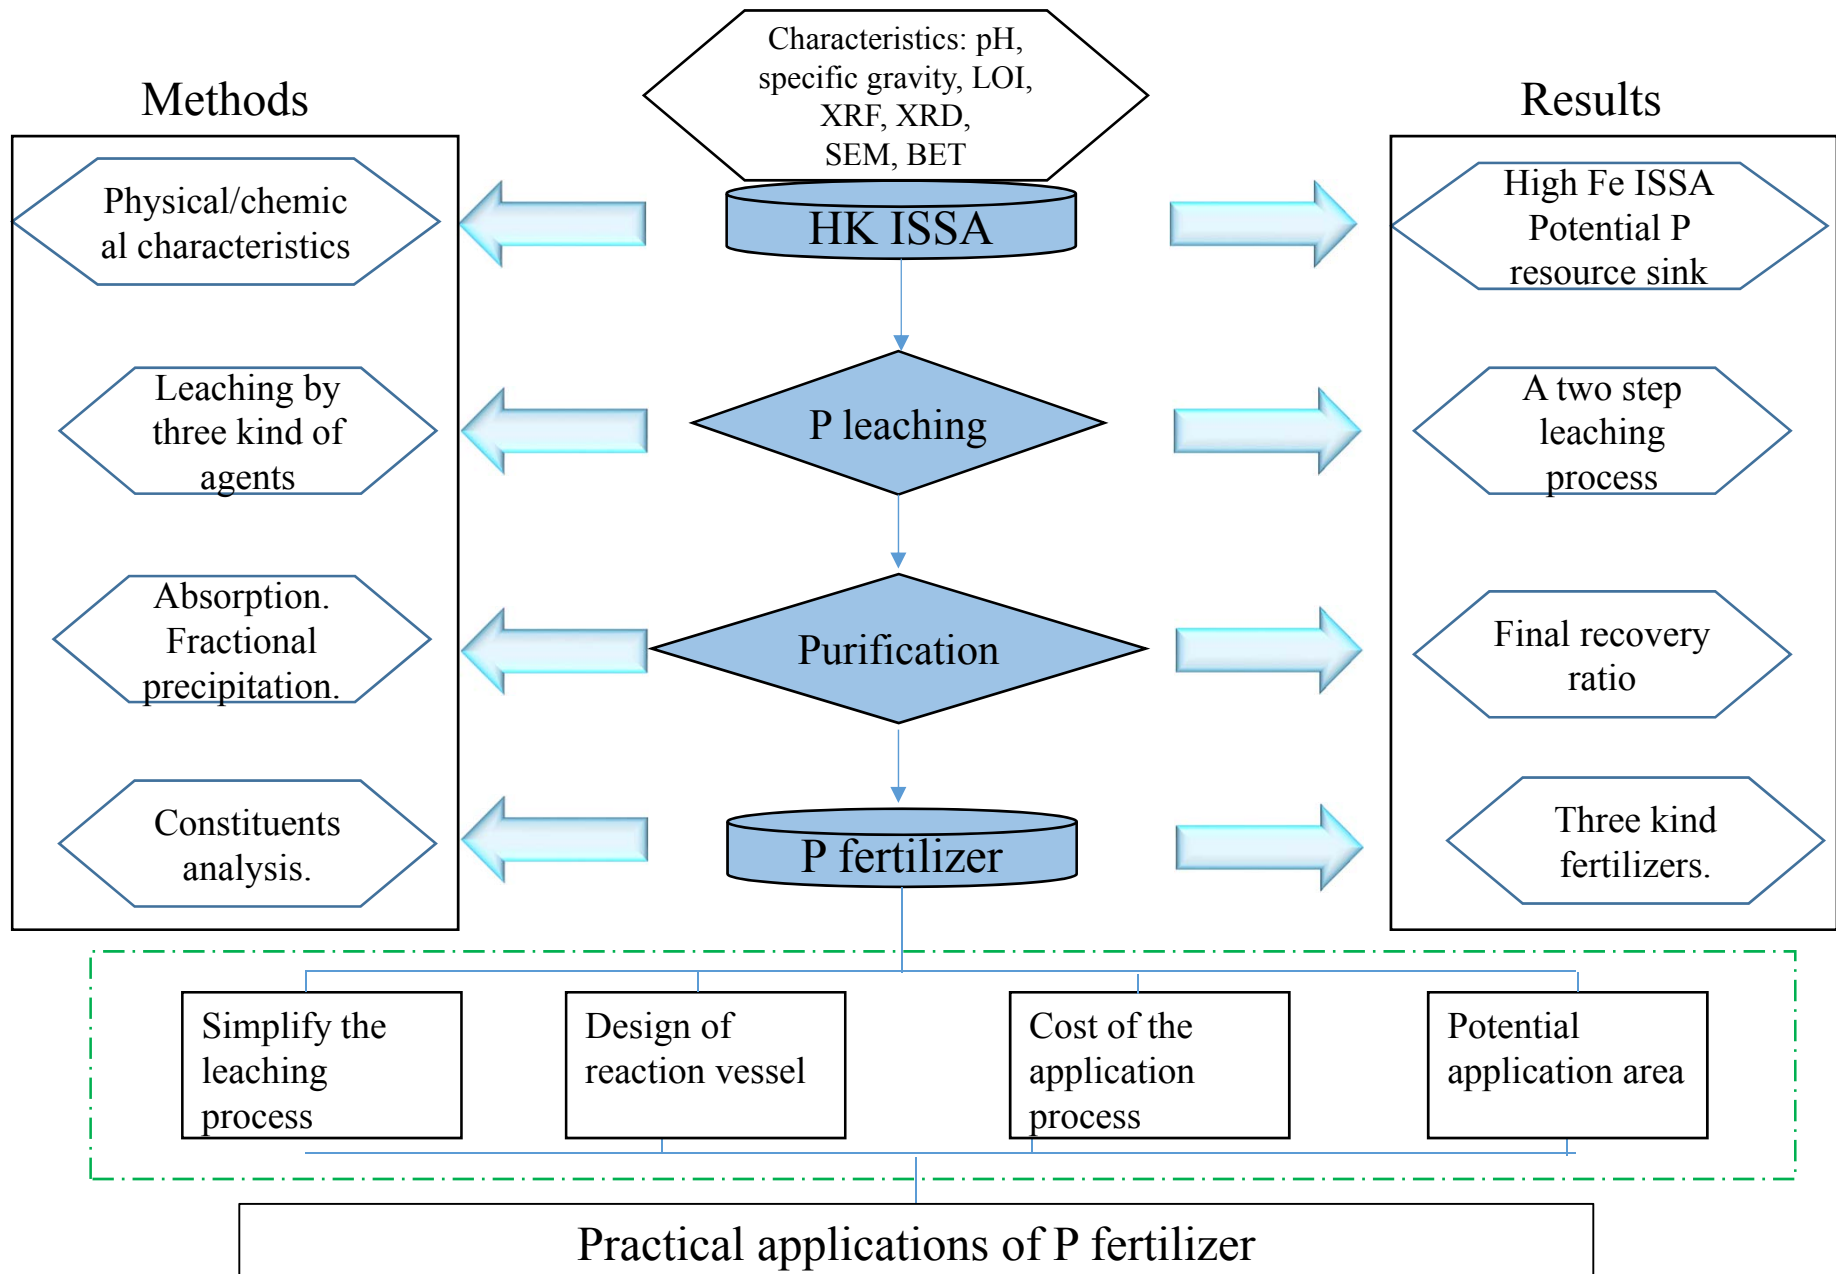 Characteristics: pH,
specific gravity, LOI,
XRF, XRD,
SEM, BET
Methods
Results
Physical/chemic
al characteristics
HK ISSA
High Fe ISSA
Potential P
resource sink
Leaching by
three kind of
agents
P leaching
A two step
leaching
process
Absorption.
Fractional
precipitation.
Purification
Final recovery
ratio
Constituents
analysis.
P fertilizer
Three kind
fertilizers.
Simplify the
leaching
process
Design of
reaction vessel
Cost of the
application
process
Potential
application area
Practical applications of P fertilizer